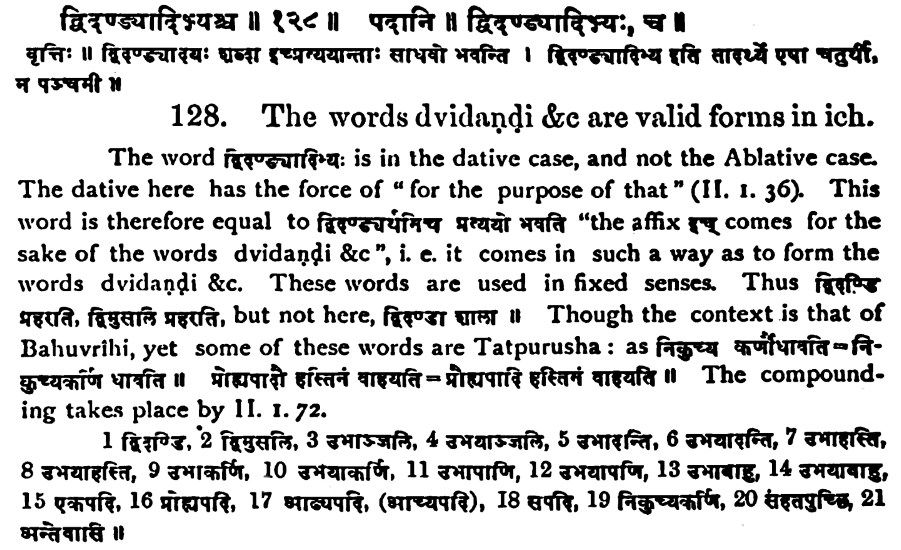 द्विदण्ड्यादिभ्यश्च ॥ १२८ ॥ पदानि ॥ द्विदण्ड्यादिभ्यः, च ॥
वृत्तिः ॥ द्विदण्ड्यादयः शब्दा इच्प्रत्ययान्ताः साधवो भवन्ति । द्विदण्ड्यादिभ्य इति तादर्थ्ये एषा चतुर्थी,
न पञ्चमी ॥
128. The words dvidaṇḍi &c are valid forms in ich.
The word द्विदण्ड्यादिभ्यः is in the dative case, and not the Ablative case.
The dative here has the force of “ for the purpose of that ” (II. 1. 36). This
word is therefore equal to द्विदण्ड्यर्थमिच प्रत्ययो भवति “the affix इच् comes for the
sake of the words dvidaṇḍi &c ”, i. e. it comes in such a way as to form the
words dvidaṇḍi &c. These words are used in fixed senses. Thus द्विदण्डि
प्रहरति, द्विमुसलि प्रहरति, but not here, द्विदण्डा शाला ॥ Though the context is that of
Bahuvrîhi, yet some of these words are Tatpurusha : as निकुच्य कर्णौधावति = नि-
कुच्यकर्णि धावति ॥ प्रोह्यपादौ हस्तिनं वाहयति = प्रोह्यपादि हस्तिनं वाहयति ॥ The compound-
ing takes place by II. 1. 72.
1 द्विदण्डि, 2 द्विमुसलि, 3 उभाञ्जलि, 4 उभयाञ्जलि, 5 उभादन्ति, 6 उभयादन्ति, 7 उभाहस्ति,
8 उभयाहस्ति, 9 उभाकर्णि, 10 उभयाकर्णि, 11 उभापाणि, 12 उभयापणि, 13 उभाबाहु, 14 उभयाबाहु,
15 एकपदि, 16 प्रोह्यपदि, 17 आढ्यपदि, (आच्यपदि), 18 सपदि, 19 निकुच्यकर्णि, 20 संहतपुच्छि, 21
अन्तेवासि ॥